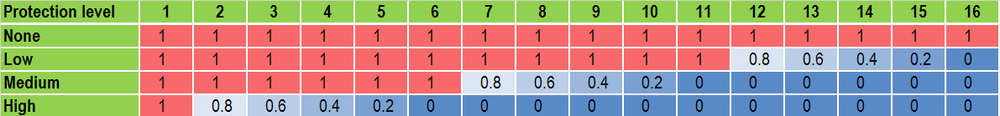 Protection level 1 2 3 4 5 6 7 8 9 10 11 12 13 14 15 16
None 1 1 1 1 1 1 1 1 1 1 1 1 1 1 1 1
Low 1 1 1 1 1 1 1 1 1 1 1 0.8 0.6 0.4 0.2 0
Medium 1 1 1 1 1 1 0.8 0.6 0.4 0.2 0 0 0 0 0 0
High 1 0.8 0.6 0.4 0.2 0 0 0 0 0 0 0 0 0 0 0